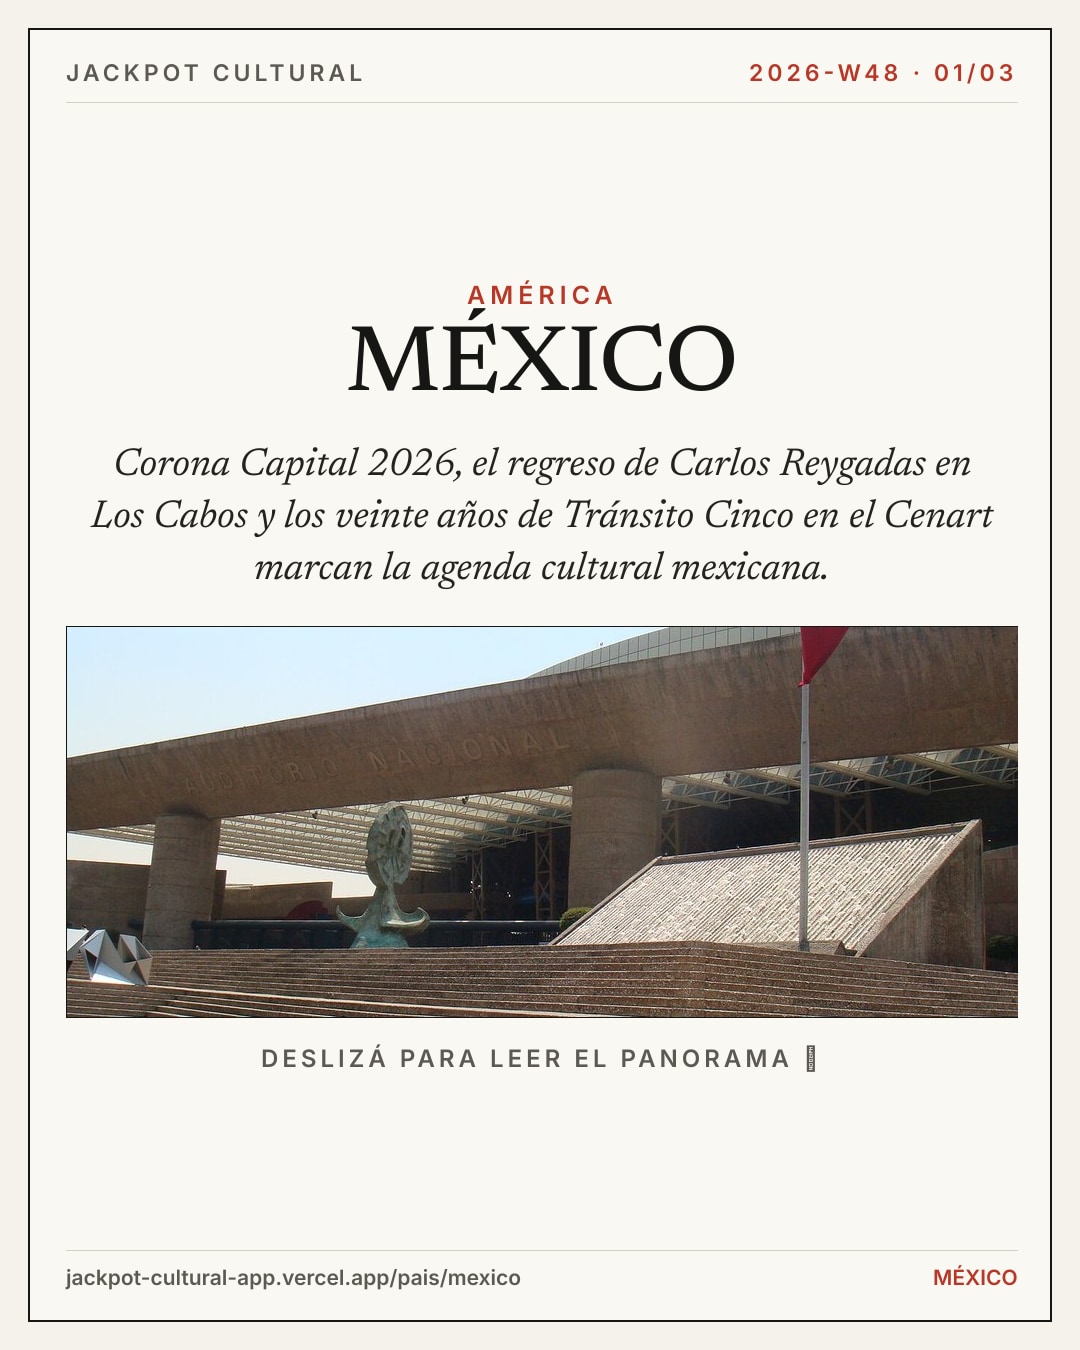 JACKPOT CULTURAL
2026-W48 · 01/03
AMÉRICA
MÉXICO
Corona Capital 2026, el regreso de Carlos Reygadas en
Los Cabos y los veinte años de Tránsito Cinco en el Cenart
marcan la agenda cultural mexicana.
AUDITORIO NACIONAL
DESLIZÁ PARA LEER EL PANORAMA
jackpot-cultural-app.vercel.app/pais/mexico
MÉXICO